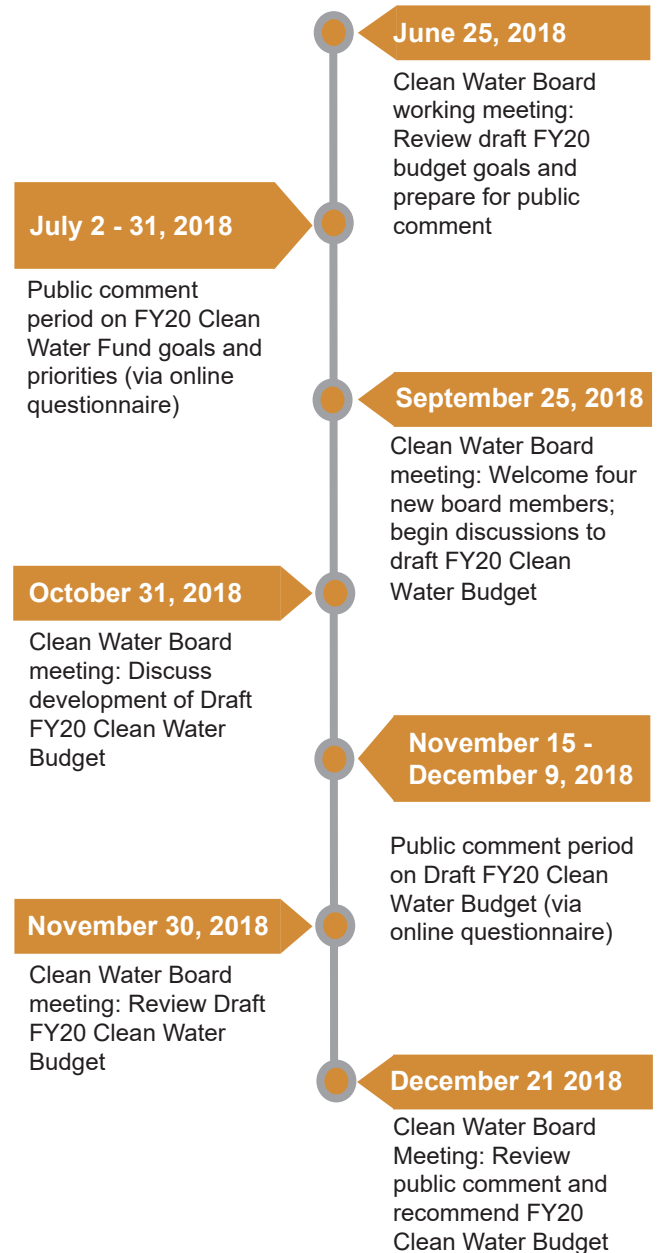 June 25, 2018
Clean Water Board
working meeting:
Review draft FY20
budget goals and
prepare for public
comment
July 2 - 31, 2018
Public comment
period on FY20 Clean
Water Fund goals and
priorities (via online
questionnaire)
September 25, 2018
Clean Water Board
meeting: Welcome four
new board members;
begin discussions to
draft FY20 Clean
Water Budget
October 31, 2018
Clean Water Board
meeting: Discuss
development of Draft
FY20 Clean Water
Budget
November 15 -
December 9, 2018
Public comment period
on Draft FY20 Clean
Water Budget (via
online questionnaire)
November 30, 2018
Clean Water Board
meeting: Review Draft
FY20 Clean Water
Budget
December 21 2018
Clean Water Board
Meeting: Review
public comment and
recommend FY20
Clean Water Budget